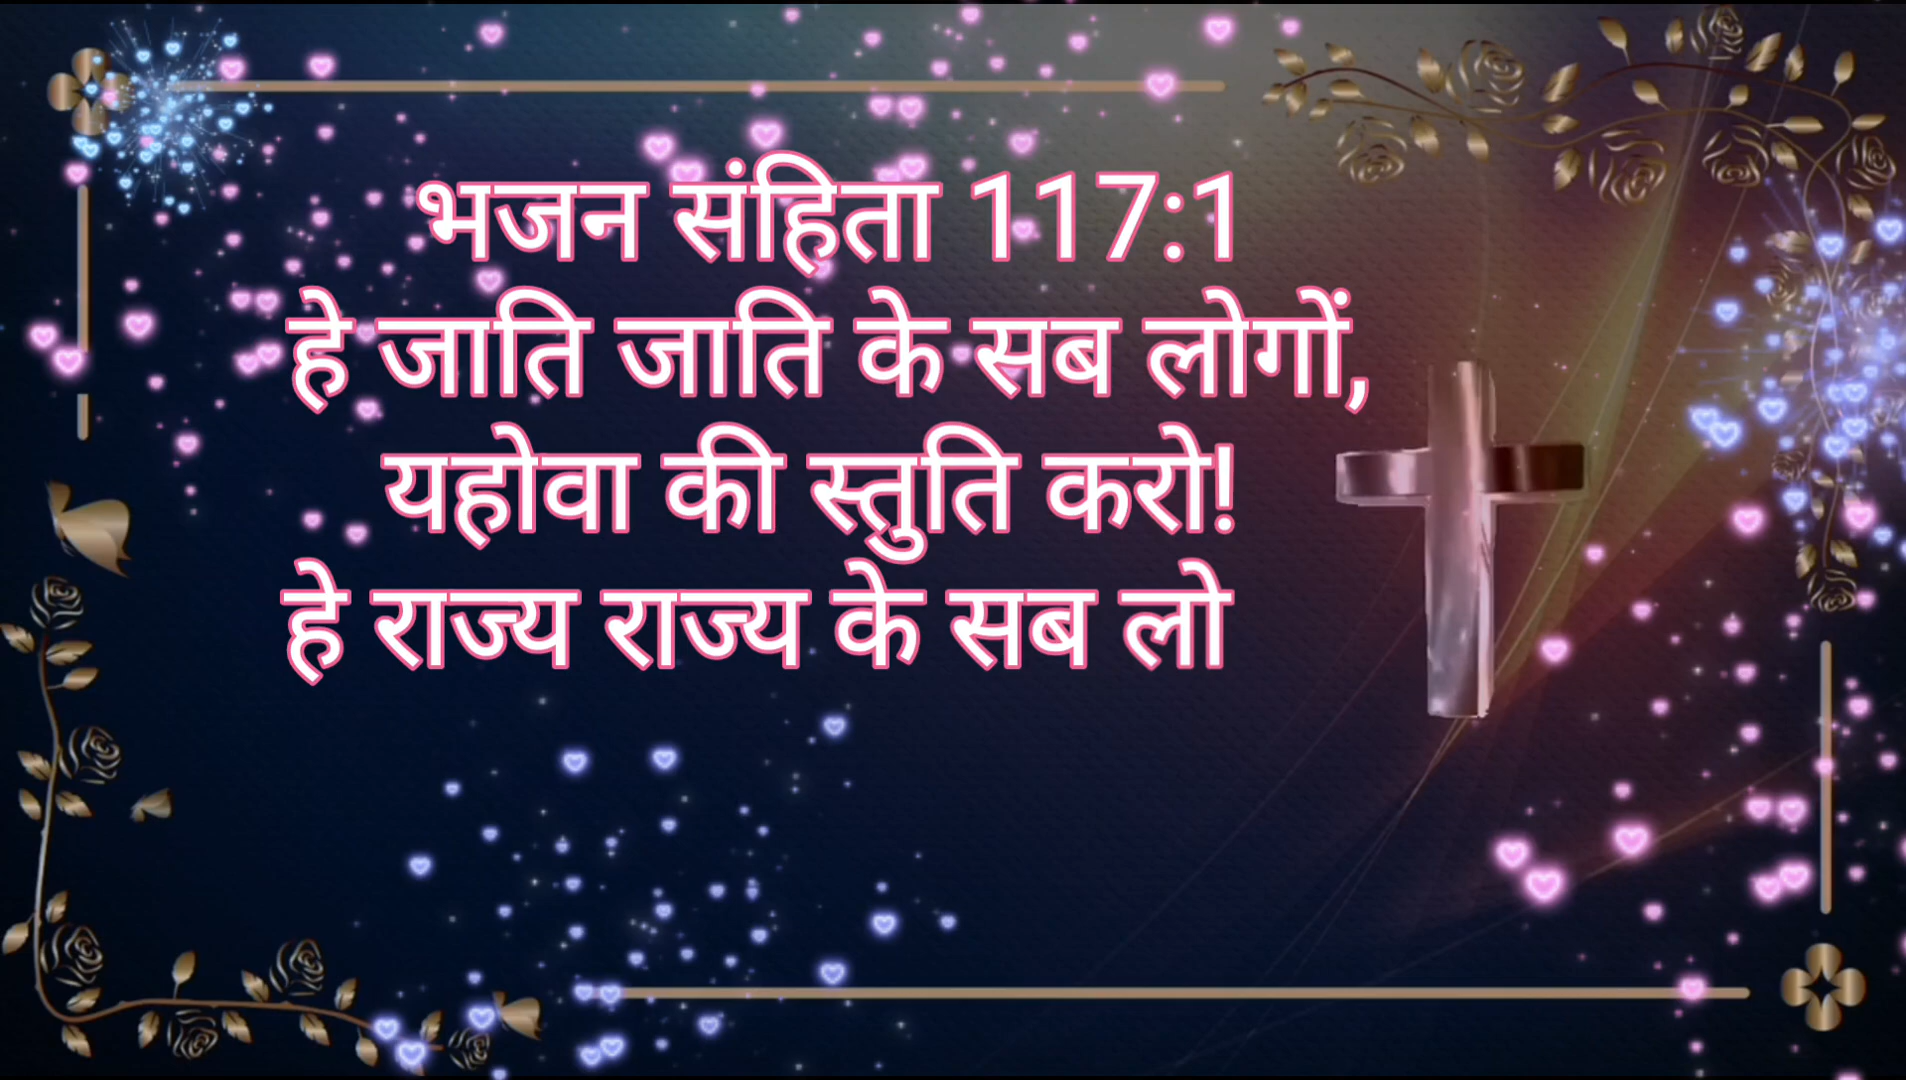 भजन संहिता 117:1
हे जाति जाति के सब लोगों,
यहोवा की स्तुति करो!
हे राज्य राज्य के सब लो